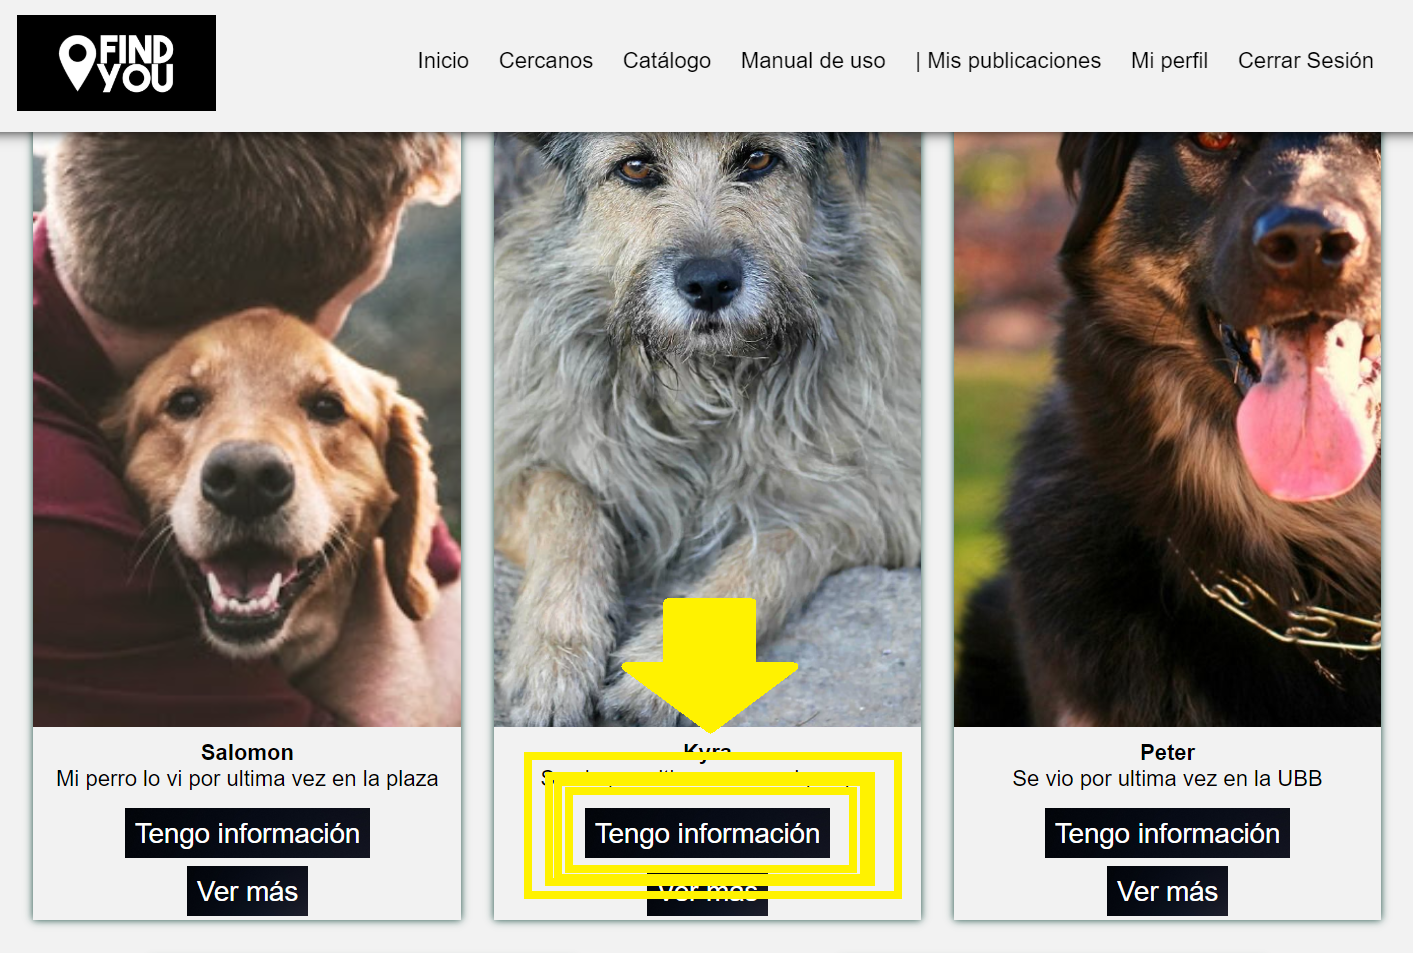 FIND
YOU
Inicio Cercanos Catálogo Manual de uso | Mis publicaciones Mi perfil Cerrar Sesión
Salomon
Mi perro lo vi por ultima vez en la plaza
Tengo información
Ver más
Kyra
Tengo información
Ver más
Peter
Se vio por ultima vez en la UBB
Tengo información
Ver más